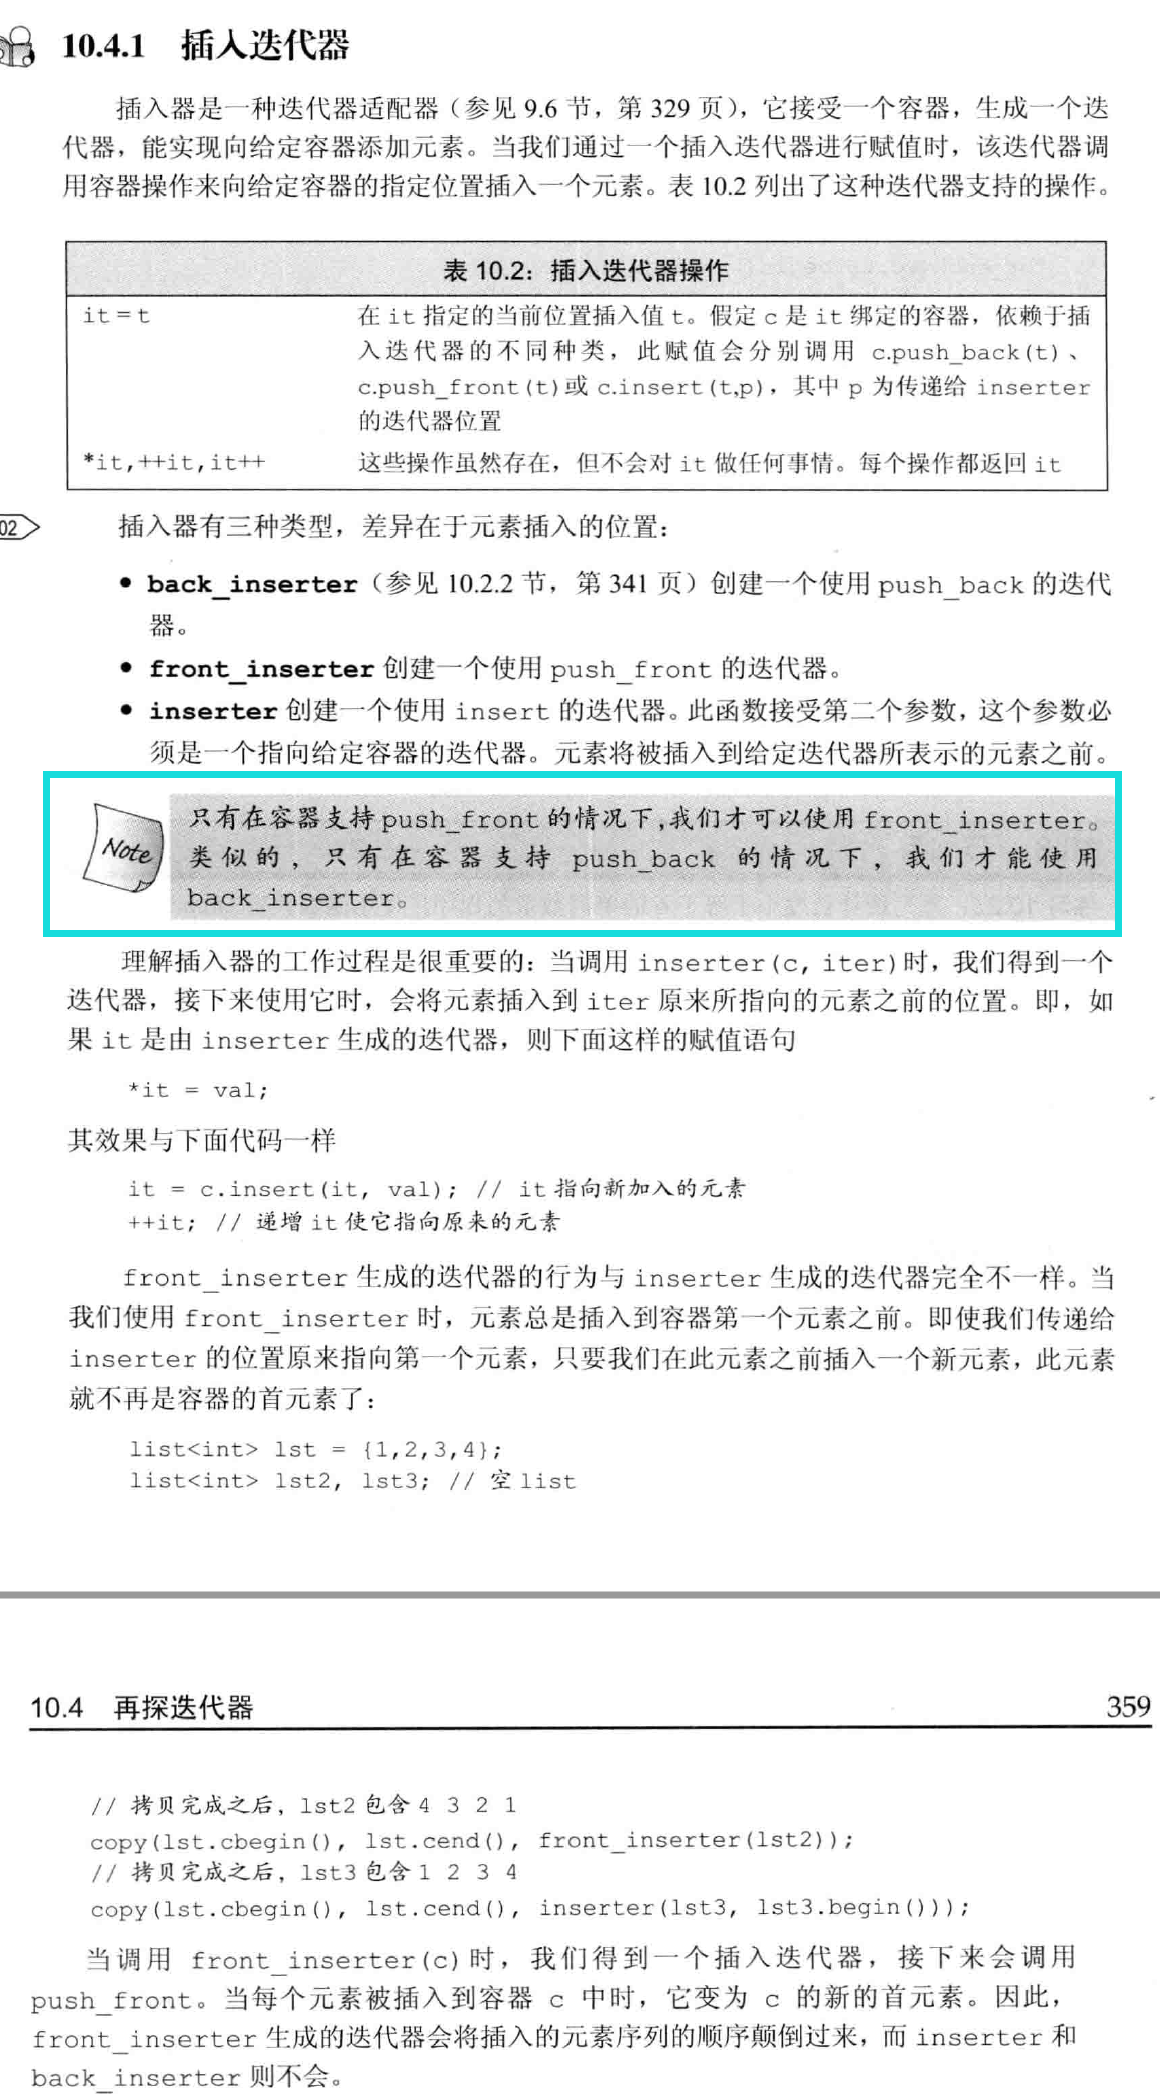 10.4.1 插入迭代器
插入器是一种迭代器适配器（参见 9.6 节，第 329 页），它接受一个容器，生成一个迭
代器，能实现向给定容器添加元素。当我们通过一个插入迭代器进行赋值时，该迭代器调
用容器操作来向给定容器的指定位置插入一个元素。表 10.2 列出了这种迭代器支持的操作。
表 10.2：插入迭代器操作
it = t 在 it 指定的当前位置插入值 t。假定 c 是 it 绑定的容器，依赖于插
入迭代器的不同种类，此赋值会分别调用 c.push_back(t)、
c.push_front(t)或 c.insert(t,p)，其中 p 为传递给 inserter
的迭代器位置
*it,++it,it++ 这些操作虽然存在，但不会对 it 做任何事情。每个操作都返回 it
02
插入器有三种类型，差异在于元素插入的位置：
● back_inserter（参见 10.2.2 节，第 341 页）创建一个使用 push_back 的迭代
器。
● front_inserter 创建一个使用 push_front 的迭代器。
● inserter 创建一个使用 insert 的迭代器。此函数接受第二个参数，这个参数必
须是一个指向给定容器的迭代器。元素将被插入到给定迭代器所表示的元素之前。
Note
只有在容器支持 push_front 的情况下，我们才可以使用 front_inserter。
类似的，只有在容器支持 push_back 的情况下，我们才能使用
back_inserter。
理解插入器的工作过程是很重要的：当调用 inserter(c, iter)时，我们得到一个
迭代器，接下来使用它时，会将元素插入到 iter 原来所指向的元素之前的位置。即，如
果 it 是由 inserter 生成的迭代器，则下面这样的赋值语句
*it = val;
其效果与下面代码一样
it = c.insert(it, val); // it 指向新加入的元素
++it; // 递增 it 使它指向原来的元素
front_inserter 生成的迭代器的行为与 inserter 生成的迭代器完全不一样。当
我们使用 front_inserter 时，元素总是插入到容器第一个元素之前。即使我们传递给
inserter 的位置原来指向第一个元素，只要我们在此元素之前插入一个新元素，此元素
就不再是容器的首元素了：
list<int> lst = {1,2,3,4};
list<int> lst2, lst3; // 空 list
10.4 再探迭代器 359
// 拷贝完成之后，lst2 包含 4 3 2 1
copy(lst.cbegin(), lst.cend(), front_inserter(lst2));
// 拷贝完成之后，lst3 包含 1 2 3 4
copy(lst.cbegin(), lst.cend(), inserter(lst3, lst3.begin()));
当调用 front_inserter(c)时，我们得到一个插入迭代器，接下来会调用
push_front。当每个元素被插入到容器 c 中时，它变为 c 的新的首元素。因此，
front_inserter 生成的迭代器会将插入的元素序列的顺序颠倒过来，而 inserter 和
back_inserter 则不会。